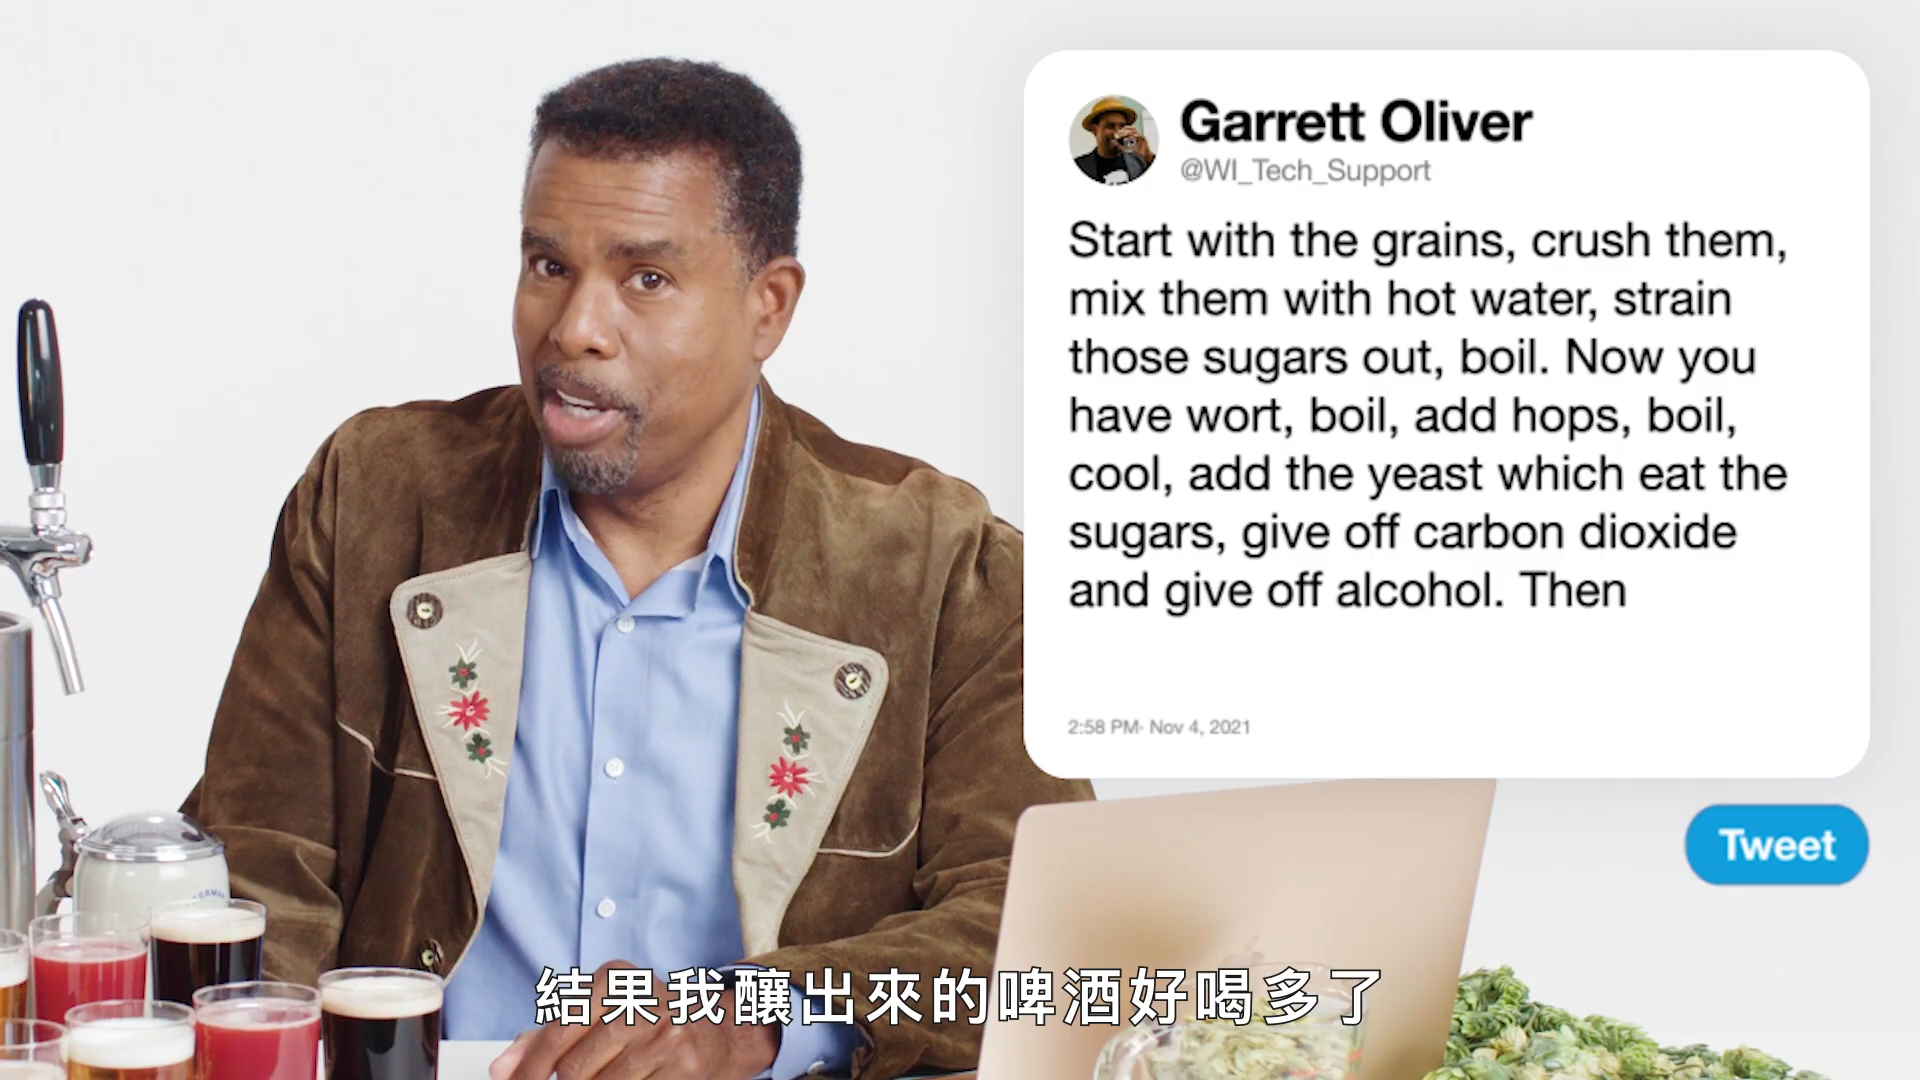 Garrett Oliver
@WI_Tech_Support
Start with the grains, crush them,
mix them with hot water, strain
those sugars out, boil. Now you
have wort, boil, add hops, boil,
cool, add the yeast which eat the
sugars, give off carbon dioxide
and give off alcohol. Then
2:58 PM· Nov 4, 2021
Tweet
結果我釀出來的啤酒好喝多了